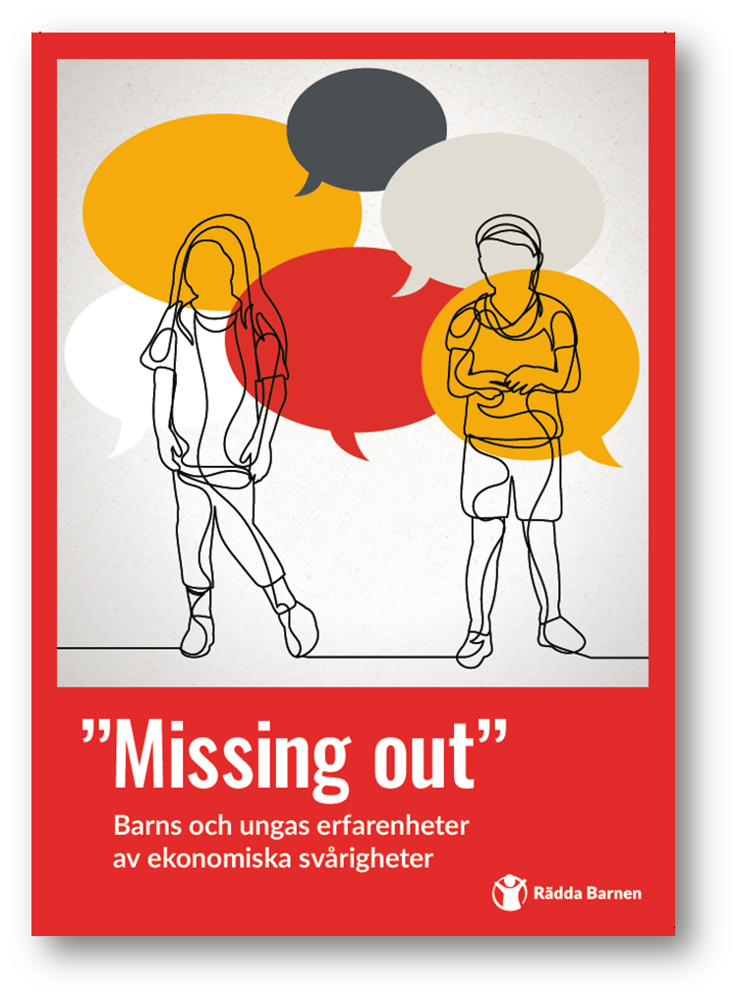 ”Missing out”
Barns och ungas erfarenheter
av ekonomiska svårigheter
Rädda Barnen